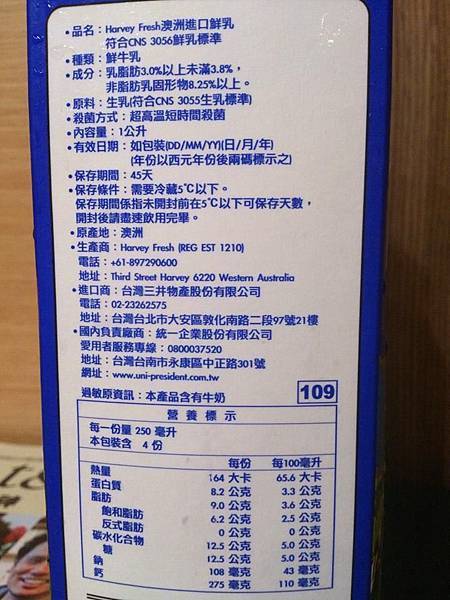 •品名：Harvey Fresh澳洲進口鮮乳
符合CNS 3056鮮乳標準
•種類：鮮牛乳
•成分：乳脂肪3.0%以上未滿3.8%，
非脂肪乳固形物8.25%以上。
•原料：生乳(符合CNS 3055生乳標準)
•殺菌方式：超高溫短時間殺菌
•內容量：1公升
•有效日期：如包裝(DD/MM/YY)(日/月/年)
(年份以西元年份後兩碼標示之)
•保存期間：45天
•保存條件：需要冷藏5℃以下。
保存期間係指未開封前在5℃以下可保存天數，
開封後請盡速飲用完畢。
•原產地：澳洲
•生產商：Harvey Fresh (REG EST 1210)
電話：+61-897290600
地址：Third Street Harvey 6220 Western Australia
•進口商：台灣三井物產股份有限公司
電話：02-23262575
地址：台灣台北市大安區敦化南路二段97號21樓
•國內負責廠商：統一企業股份有限公司
愛用者服務專線：0800037520
地址：台灣台南市永康區中正路301號
網址：www.uni-president.com.tw
過敏原資訊：本產品含有牛奶 109
營養標示
每一份量 250 毫升
本包裝含 4 份
每份 每100毫升
熱量 164 大卡 65.6 大卡
蛋白質 8.2 公克 3.3 公克
脂肪 9.0 公克 3.6 公克
飽和脂肪 6.2 公克 2.5 公克
反式脂肪 0 公克 0 公克
碳水化合物 12.5 公克 5.0 公克
糖 12.5 公克 5.0 公克
鈉 108 毫克 43 毫克
鈣 275 毫克 110 毫克